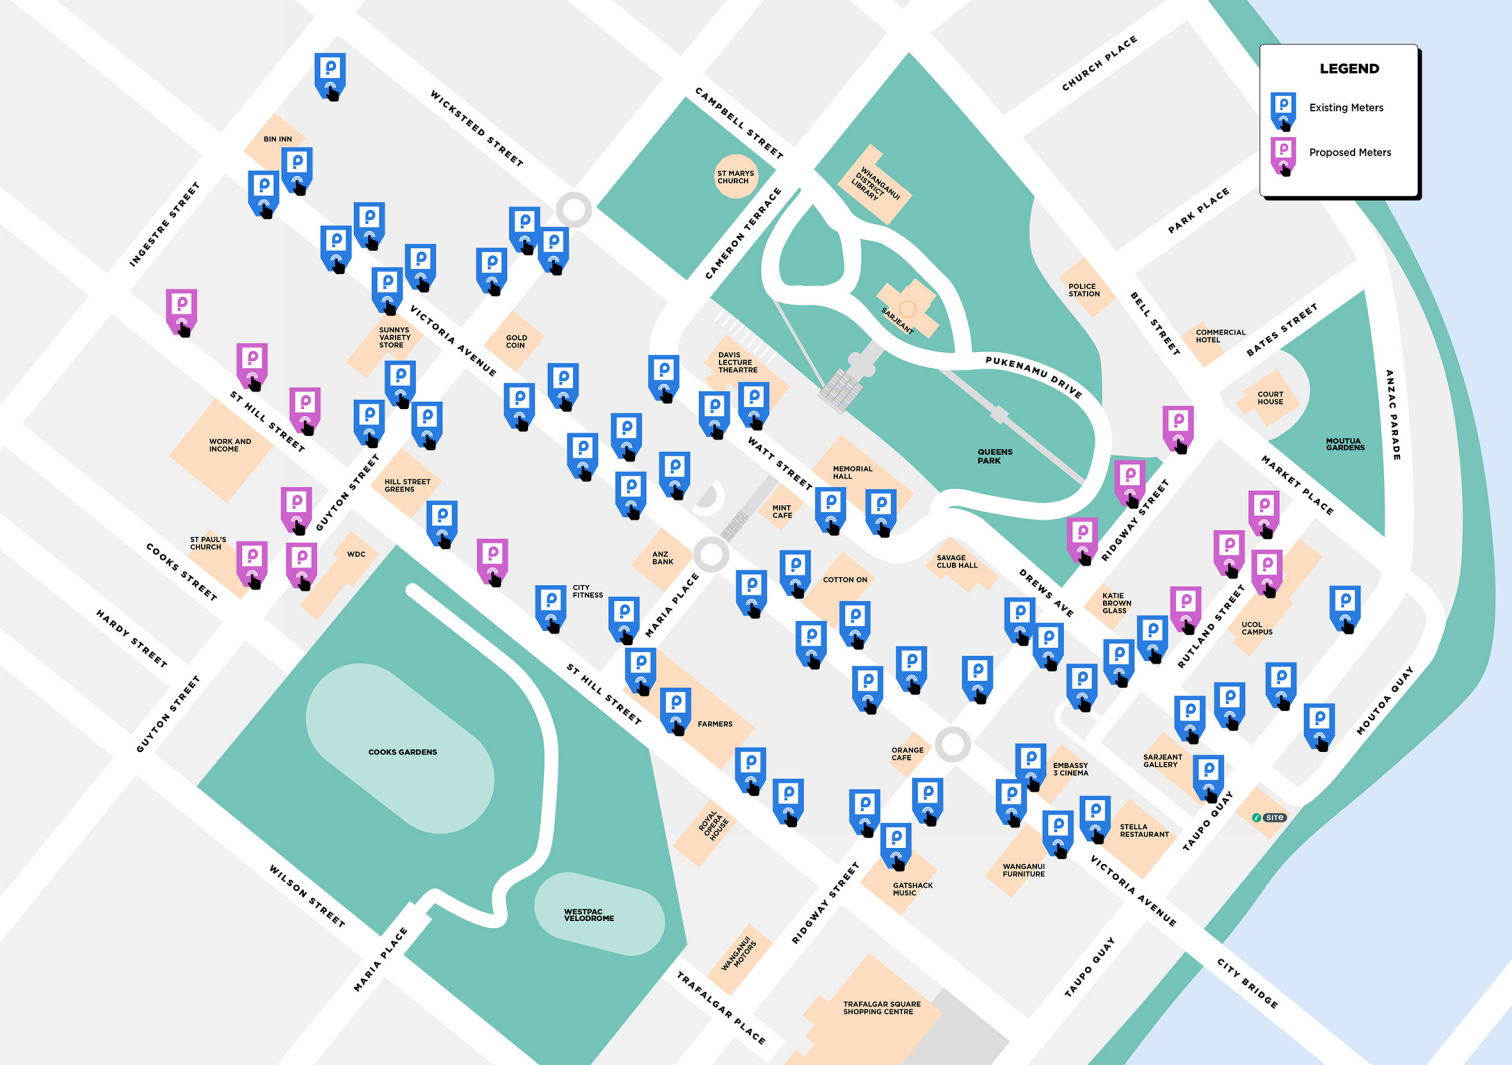 LEGEND
Existing Meters
Proposed Meters
CHURCH PLACE
WICKSTEED STREET
CAMPBELL STREET
BIN INN
ST MARYS
CHURCH
WHANGANUI
DISTRICT
LIBRARY
INGESTRE STREET
CAMERON TERRACE
PARK PLACE
POLICE
STATION
BELL STREET
SARJEANT
VICTORIA AVENUE
SUNNYS
VARIETY
STORE
GOLD
COIN
COMMERCIAL
HOTEL
BATES STREET
DAVIS
LECTURE
THEARTRE
PUKENAMU DRIVE
ANZAC PARADE
COURT
HOUSE
ST HILL STREET
WORK AND
INCOME
MOUTUA
GARDENS
QUEENS
PARK
WATT STREET
MEMORIAL
HALL
MARKET PLACE
HILL STREET
GREENS
GUYTON STREET
MINT
CAFE
RIDGWAY STREET
ST PAUL'S
CHURCH
WDC
COOKS STREET
ANZ
BANK
SAVAGE
CLUB HALL
COTTON ON
CITY
FITNESS
DREWS AVE
KATIE
BROWN
GLASS
MARIA PLACE
HARDY STREET
RUTLAND STREET
UCOL
CAMPUS
ST HILL STREET
GUYTON STREET
FARMERS
MOUTOA QUAY
COOKS GARDENS
ORANGE
CAFE
EMBASSY
3 CINEMA
SARJEANT
GALLERY
ROYAL
OPERA
HOUSE
STELLA
RESTAURANT
TAUPO QUAY
SITE
WANGANUI
FURNITURE
VICTORIA AVENUE
GATSHACK
MUSIC
WILSON STREET
WESTPAC
VELODROME
RIDGWAY STREET
WANGANUI
MOTORS
MARIA PLACE
TAUPO QUAY
CITY BRIDGE
TRAFALGAR PLACE
TRAFALGAR SQUARE
SHOPPING CENTRE